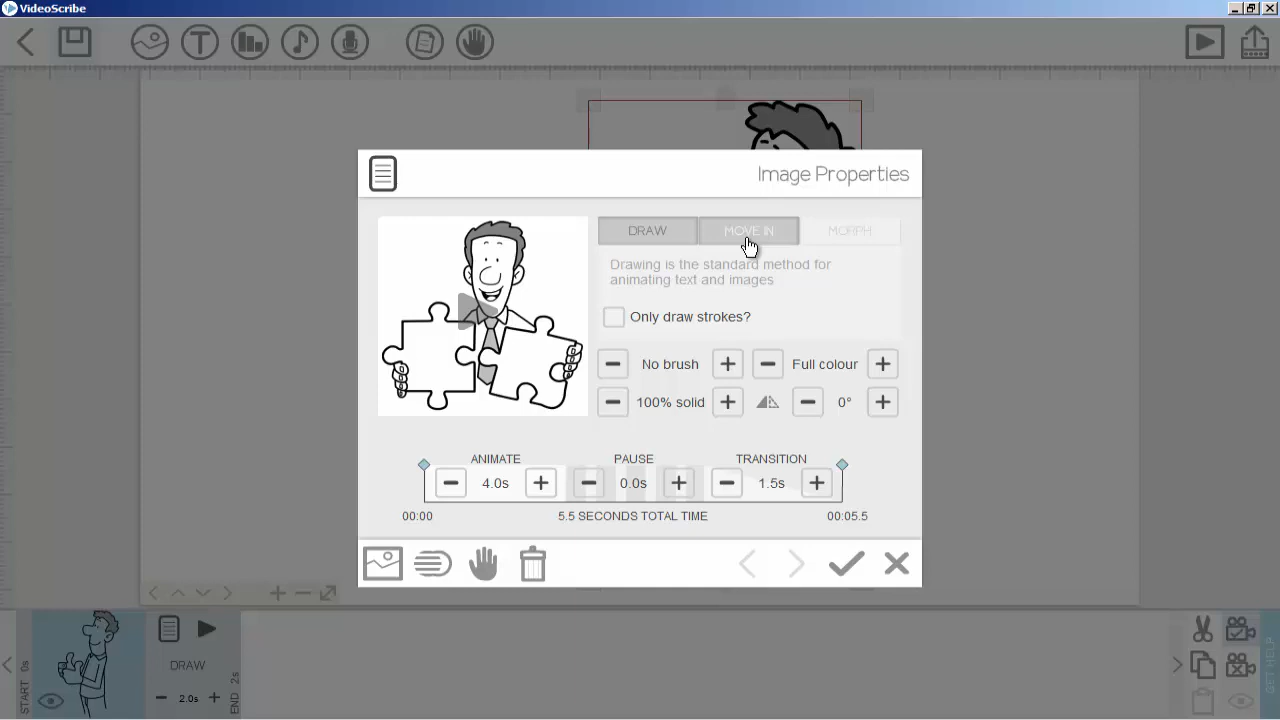 VideoScribe
T
Image Properties
DRAW MOVE IN MORPH
Drawing is the standard method for
animating text and images
Only draw strokes?
No brush Full colour
100% solid 0°
ANIMATE PAUSE TRANSITION
4.0s 0.0s 1.5s
00:00 5.5 SECONDS TOTAL TIME 00:05.5
START 0s
DRAW
2.0s
END 2s
GET HELP